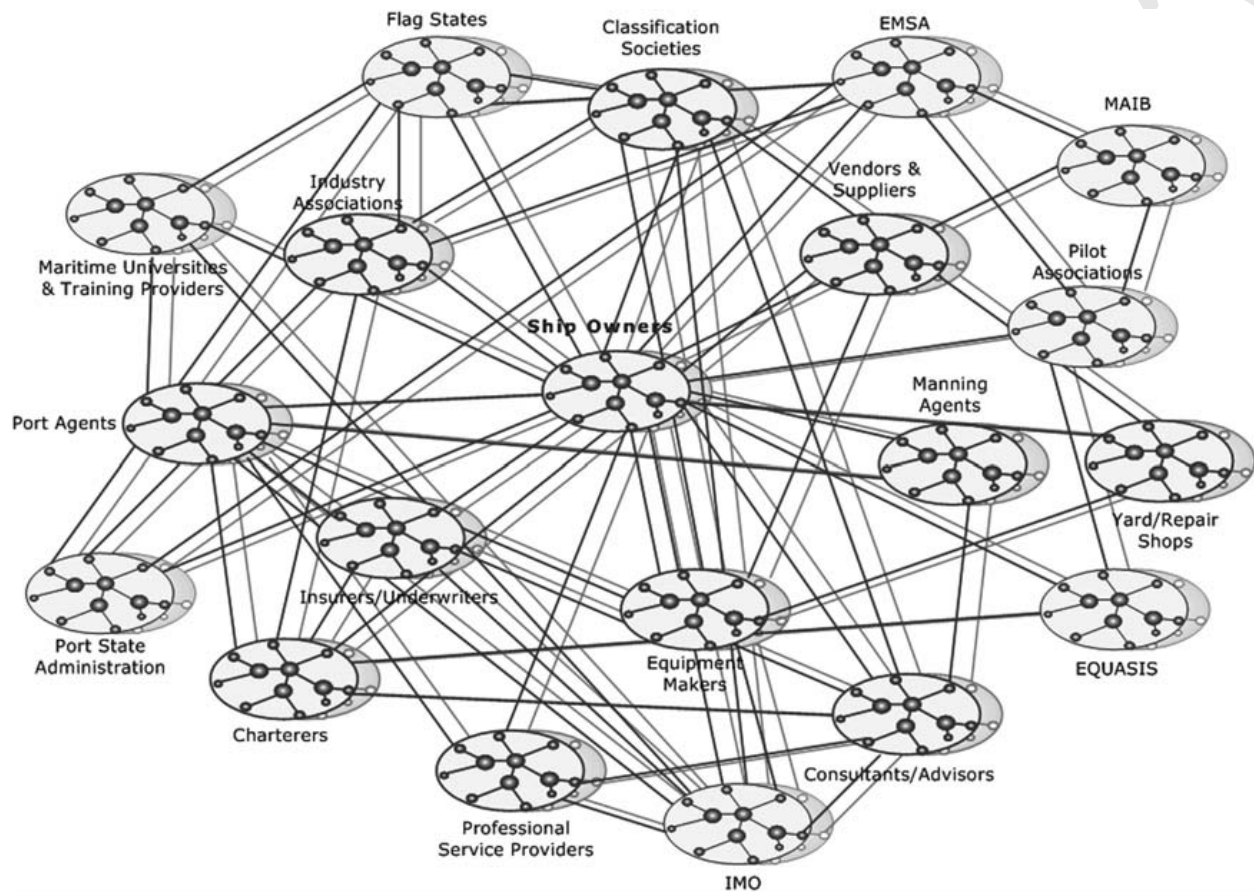 Flag States
Classification
Societies
EMSA
MAIB
Industry
Associations
Vendors &
Suppliers
Maritime Universities
& Training Providers
Pilot
Associations
Ship Owners
Port Agents
Manning
Agents
Yard/Repair
Shops
Insurers/Underwriters
Port State
Administration
Equipment
Makers
EQUASIS
Charterers
Consultants/Advisors
Professional
Service Providers
IMO